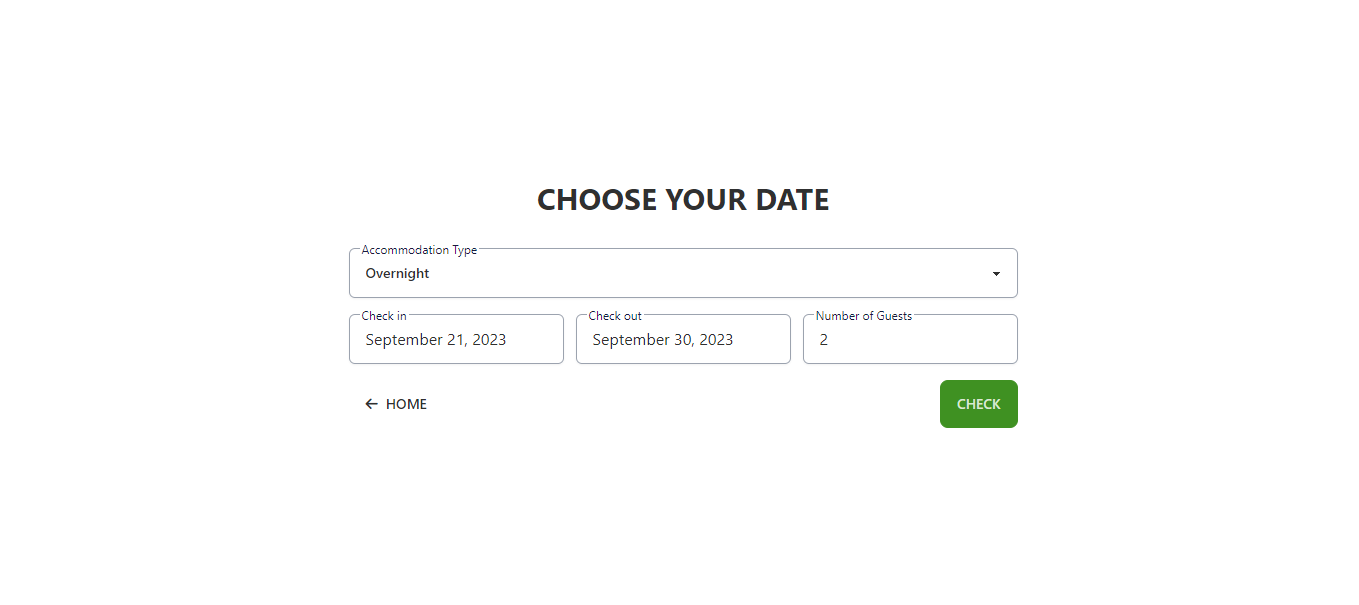 CHOOSE YOUR DATE
Accommodation Type
Overnight
Check in
September 21, 2023
Check out
September 30, 2023
Number of Guests
2
HOME
CHECK